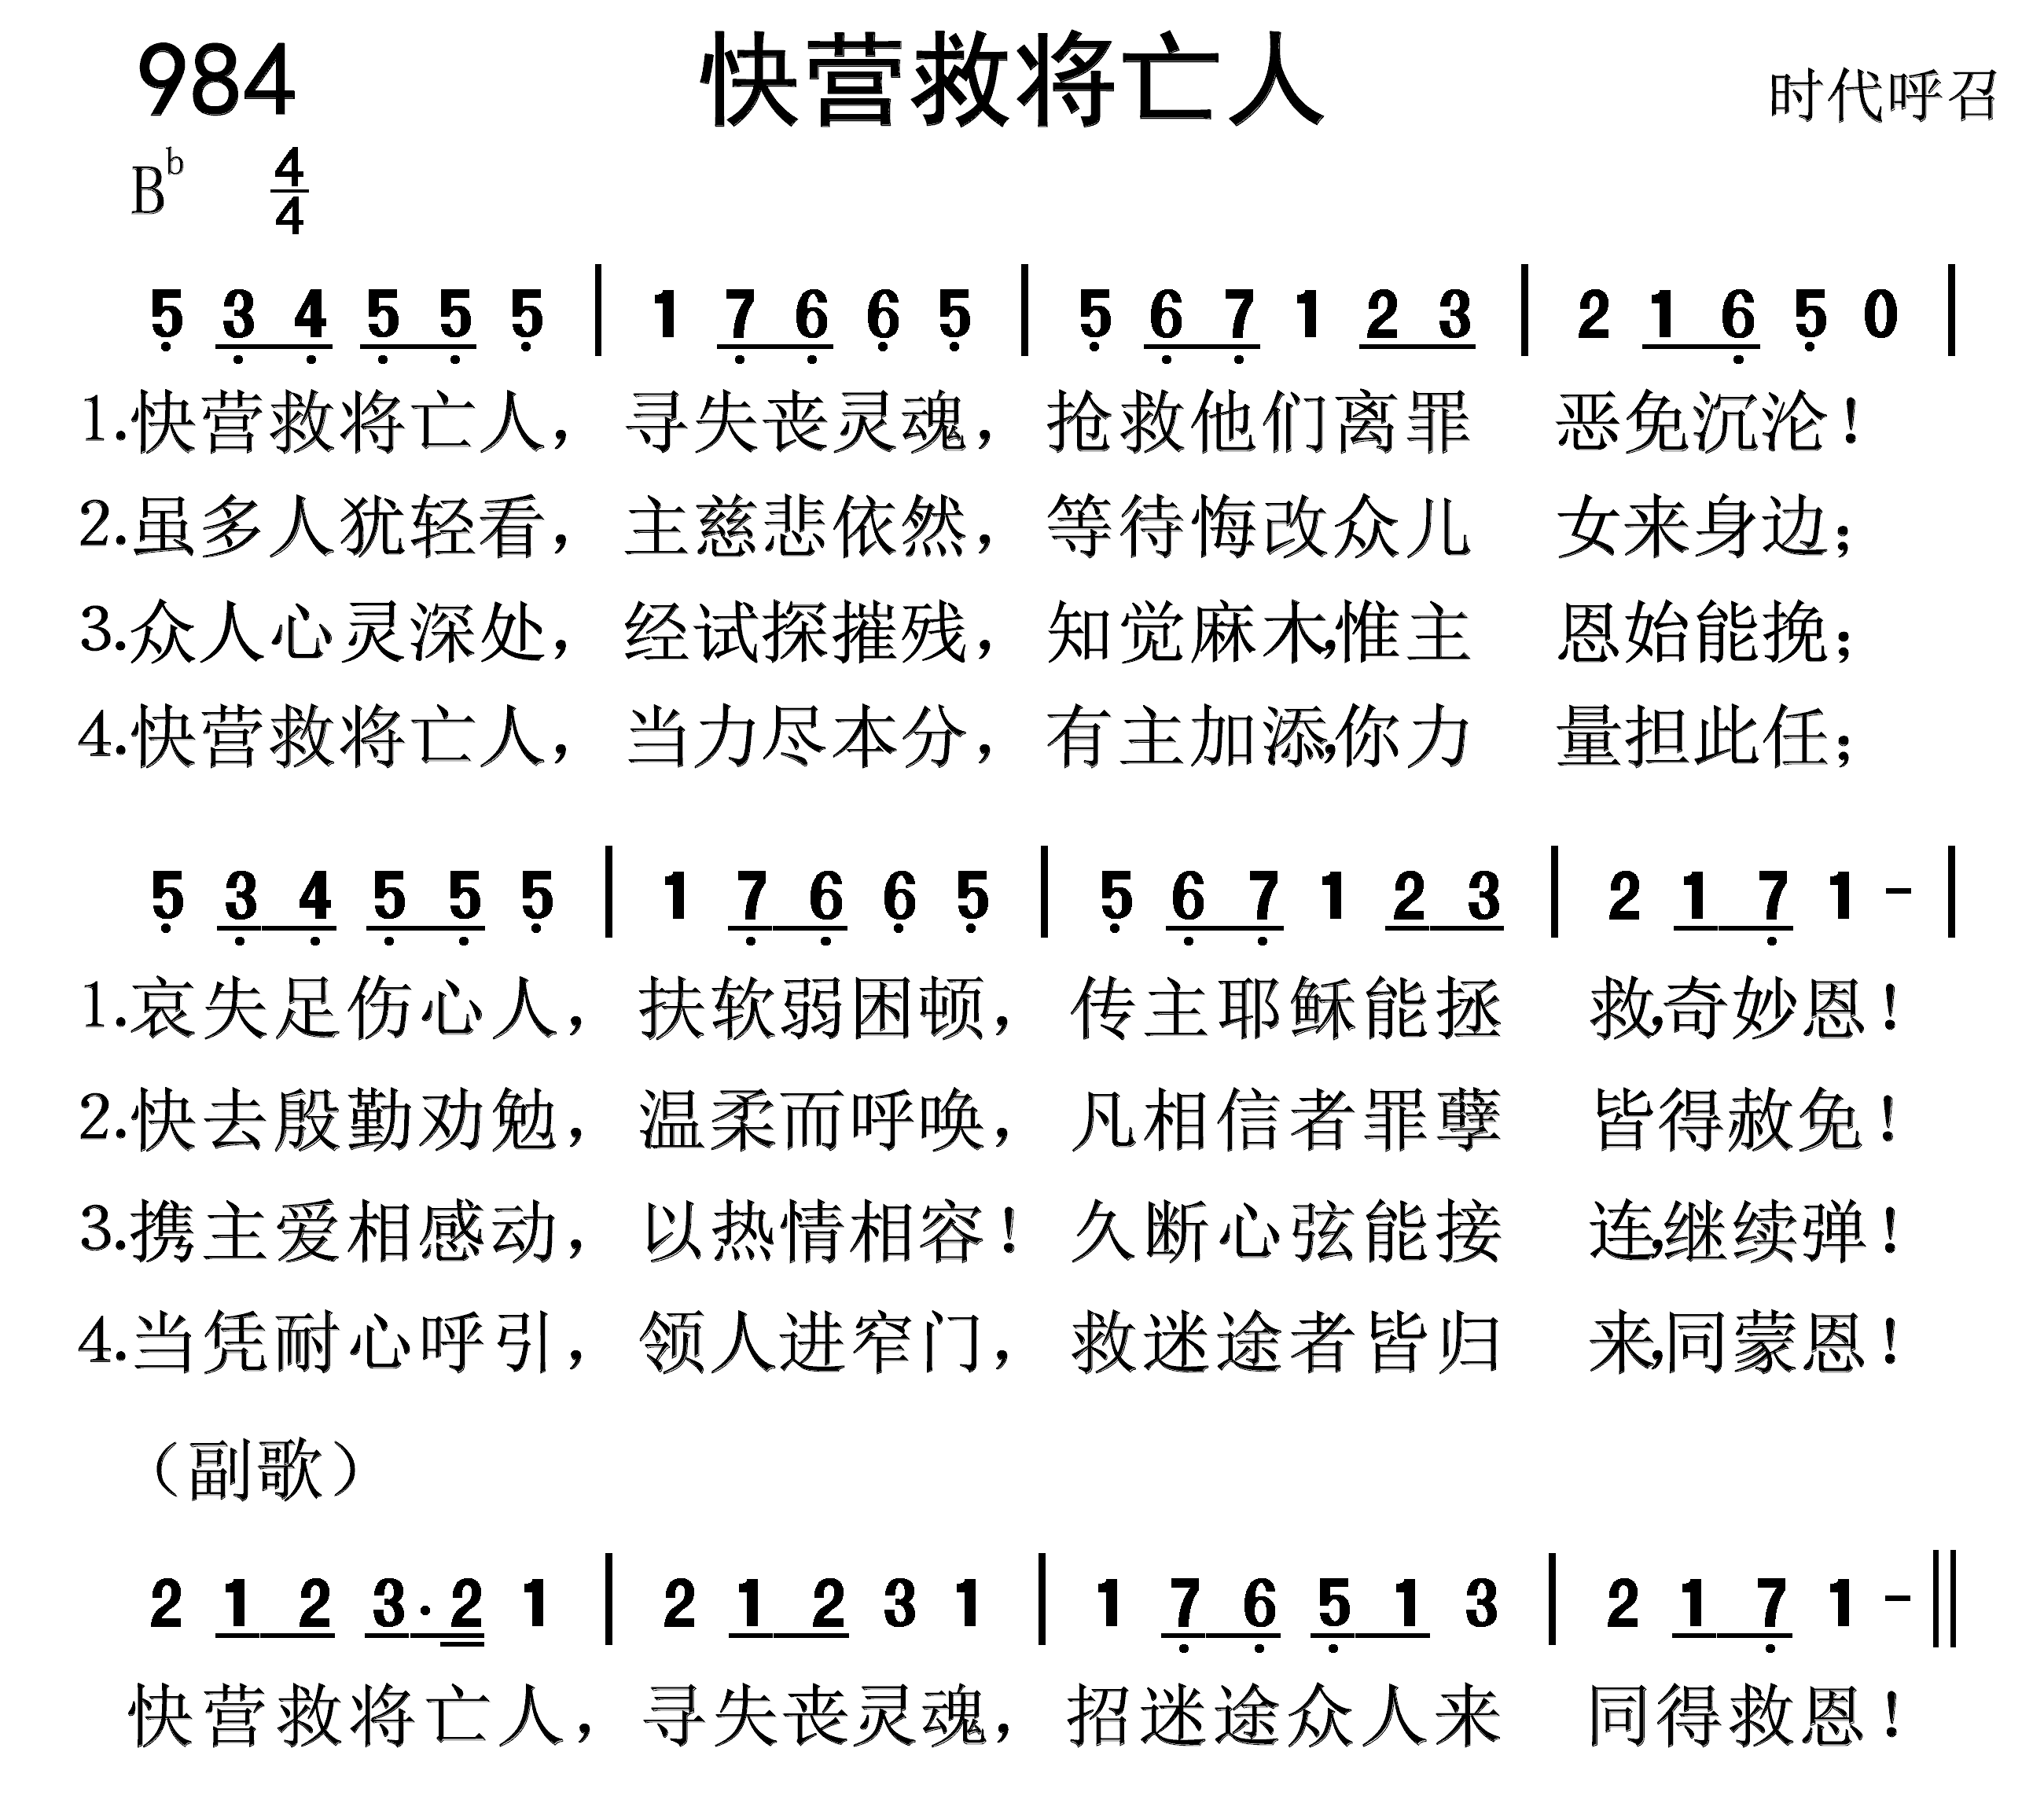 984 快营救将亡人 时代呼召
B♭ 4/4
5̣ 3̣ 4̣ 5̣ 5̣ 5̣ | 1 7̣ 6̣ 6̣ 5̣ | 5̣ 6̣ 7̣ 1 2 3 | 2 1 6̣ 5̣ 0 |
1.快营救将亡人，寻失丧灵魂，抢救他们离罪 恶免沉沦！
2.虽多人犹轻看，主慈悲依然，等待悔改众儿 女来身边；
3.众人心灵深处，经试探摧残，知觉麻木，惟主 恩始能挽；
4.快营救将亡人，当力尽本分，有主加添，你力 量担此任；
5̣ 3̣ 4̣ 5̣ 5̣ 5̣ | 1 7̣ 6̣ 6̣ 5̣ | 5̣ 6̣ 7̣ 1 2 3 | 2 1 7̣ 1 - |
1.哀失足伤心人，扶软弱困顿，传主耶稣能拯 救，奇妙恩！
2.快去殷勤劝勉，温柔而呼唤，凡相信者罪孽 皆得赦免！
3.携主爱相感动，以热情相容！久断心弦能接 连，继续弹！
4.当凭耐心呼引，领人进窄门，救迷途者皆归 来，同蒙恩！
（副歌）
2 1 2 3·2 1 | 2 1 2 3 1 | 1 7̣ 6̣ 5̣ 1 3 | 2 1 7̣ 1 - ‖
快营救将亡人，寻失丧灵魂，招迷途众人来 同得救恩！